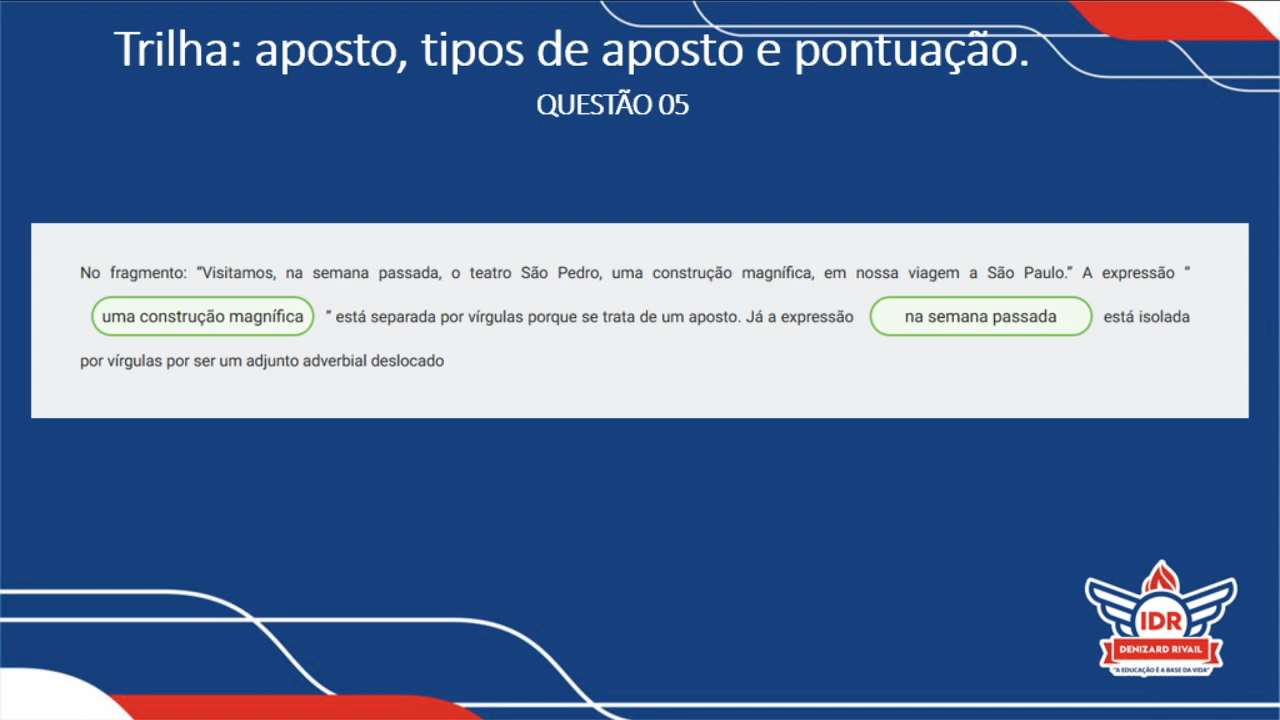 Trilha: aposto, tipos de aposto e pontuação.
QUESTÃO 05
No fragmento: “Visitamos, na semana passada, o teatro São Pedro, uma construção magnífica, em nossa viagem a São Paulo.” A expressão “
uma construção magnífica ” está separada por vírgulas porque se trata de um aposto. Já a expressão na semana passada está isolada
por vírgulas por ser um adjunto adverbial deslocado
IDR
DENIZARD RIVAIL
"A EDUCAÇÃO É A BASE DA VIDA"